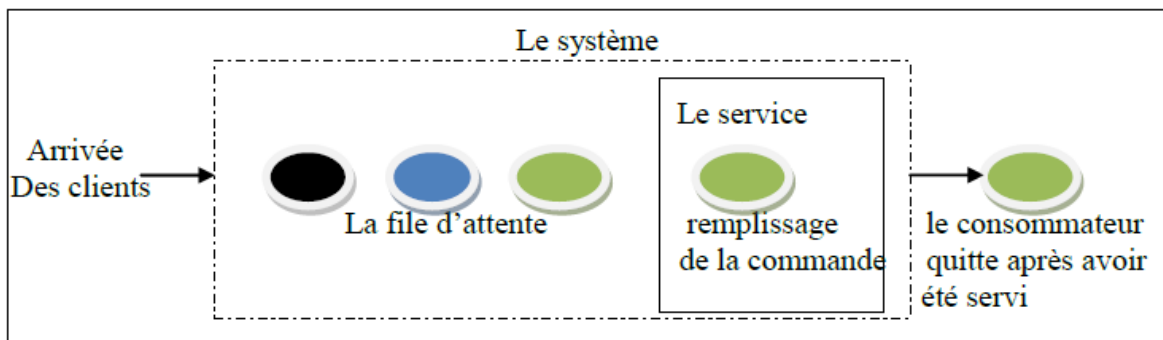 Le système
Le service
Arrivée
Des clients
La file d'attente
remplissage
de la commande
le consommateur
quitte après avoir
été servi